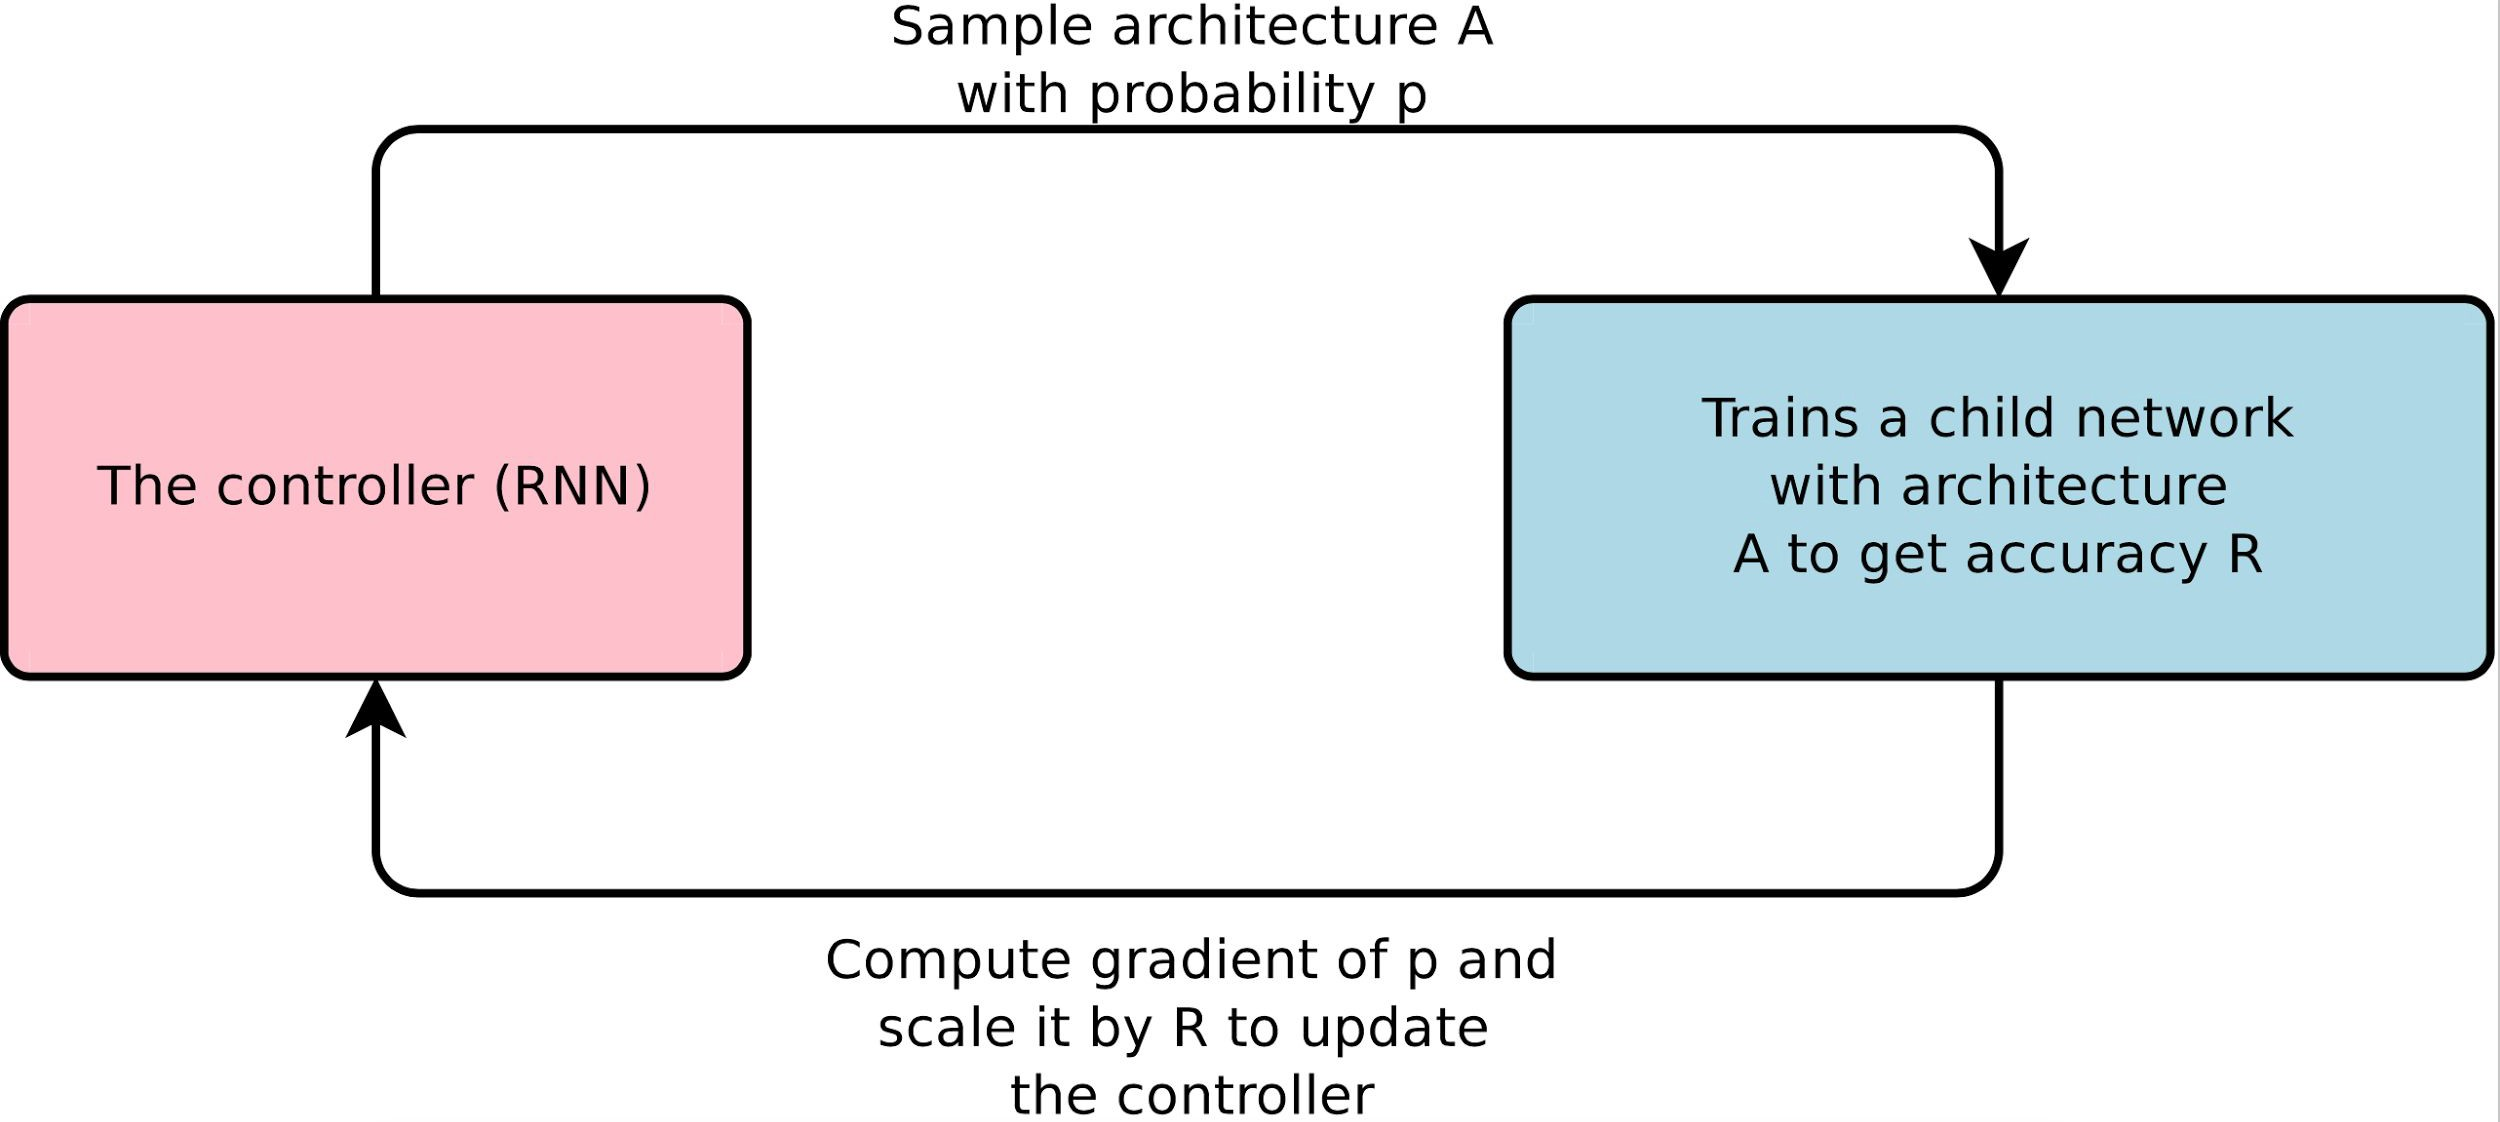 Sample architecture A
with probability p
The controller (RNN)
Trains a child network
with architecture
A to get accuracy R
Compute gradient of p and
scale it by R to update
the controller